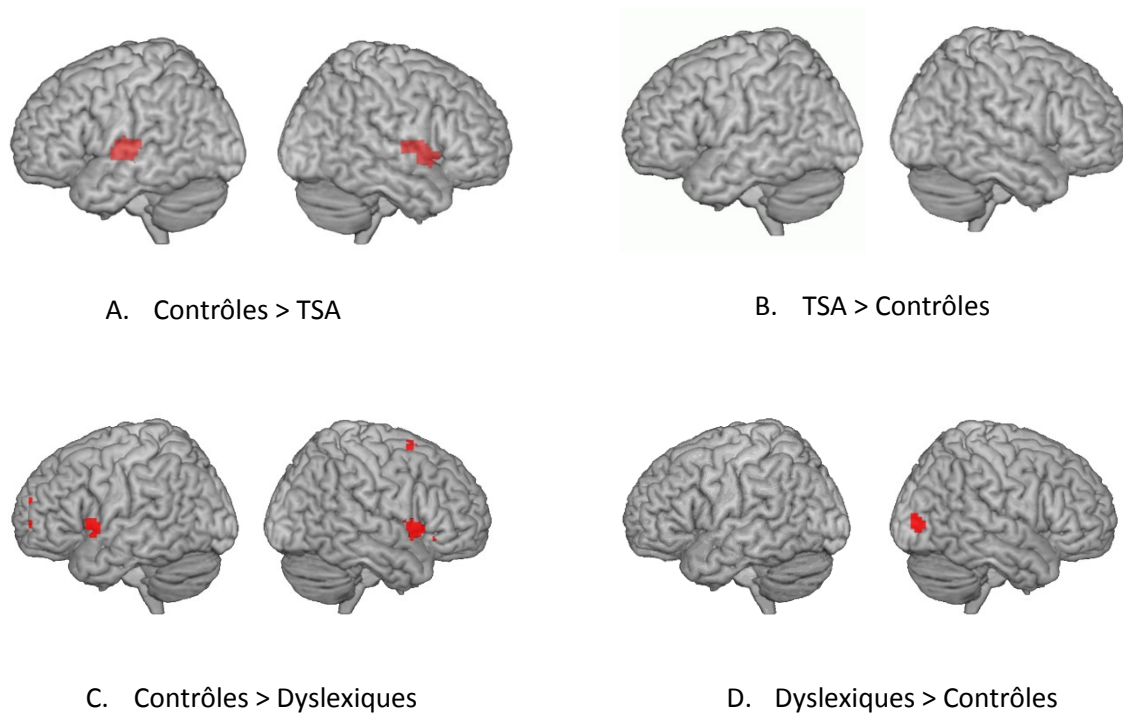 A. Contrôles > TSA
B. TSA > Contrôles
C. Contrôles > Dyslexiques
D. Dyslexiques > Contrôles